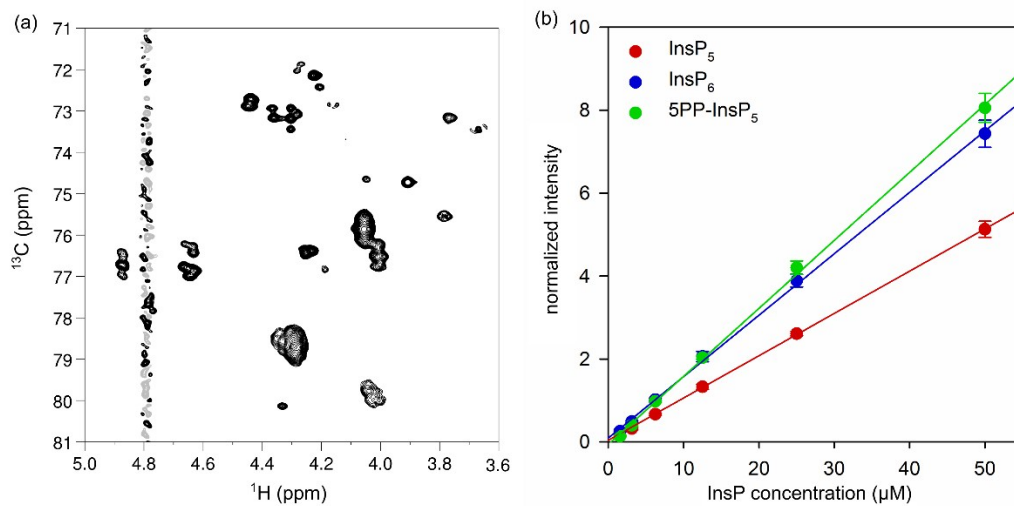 (a)
71
72
73
74
75
76
77
78
79
80
81
¹³C (ppm)
5.0 4.8 4.6 4.4 4.2 4.0 3.8 3.6
¹H (ppm)
(b)
InsP₅
InsP₆
5PP-InsP₅
10
8
6
4
2
0
normalized intensity
0 10 20 30 40 50
InsP concentration (µM)